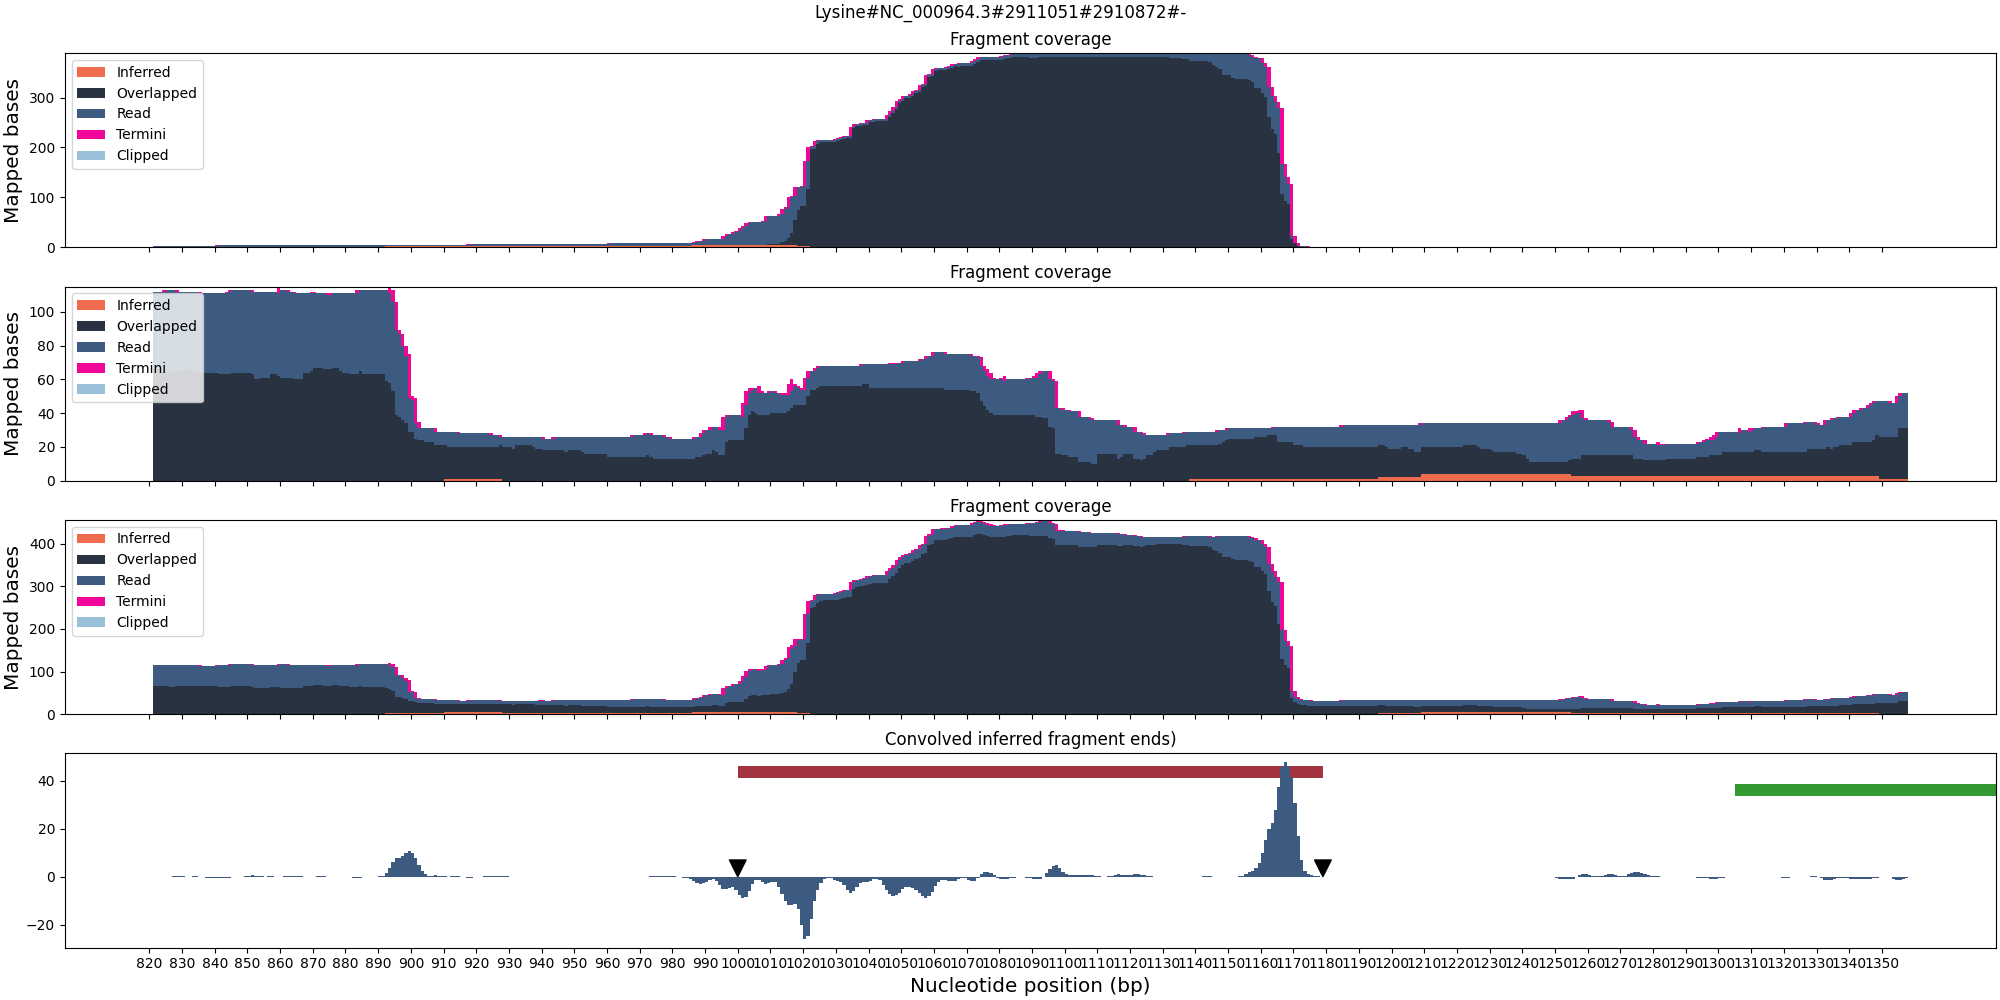 Lysine#NC_000964.3#2911051#2910872#-
Fragment coverage
Mapped bases
300
200
100
0
Inferred
Overlapped
Read
Termini
Clipped
Fragment coverage
Mapped bases
100
80
60
40
20
0
Inferred
Overlapped
Read
Termini
Clipped
Fragment coverage
Mapped bases
400
300
200
100
0
Inferred
Overlapped
Read
Termini
Clipped
Convolved inferred fragment ends)
40
20
0
−20
820 830 840 850 860 870 880 890 900 910 920 930 940 950 960 970 980 990 1000 1010 1020 1030 1040 1050 1060 1070 1080 1090 1100 1110 1120 1130 1140 1150 1160 1170 1180 1190 1200 1210 1220 1230 1240 1250 1260 1270 1280 1290 1300 1310 1320 1330 1340 1350
Nucleotide position (bp)